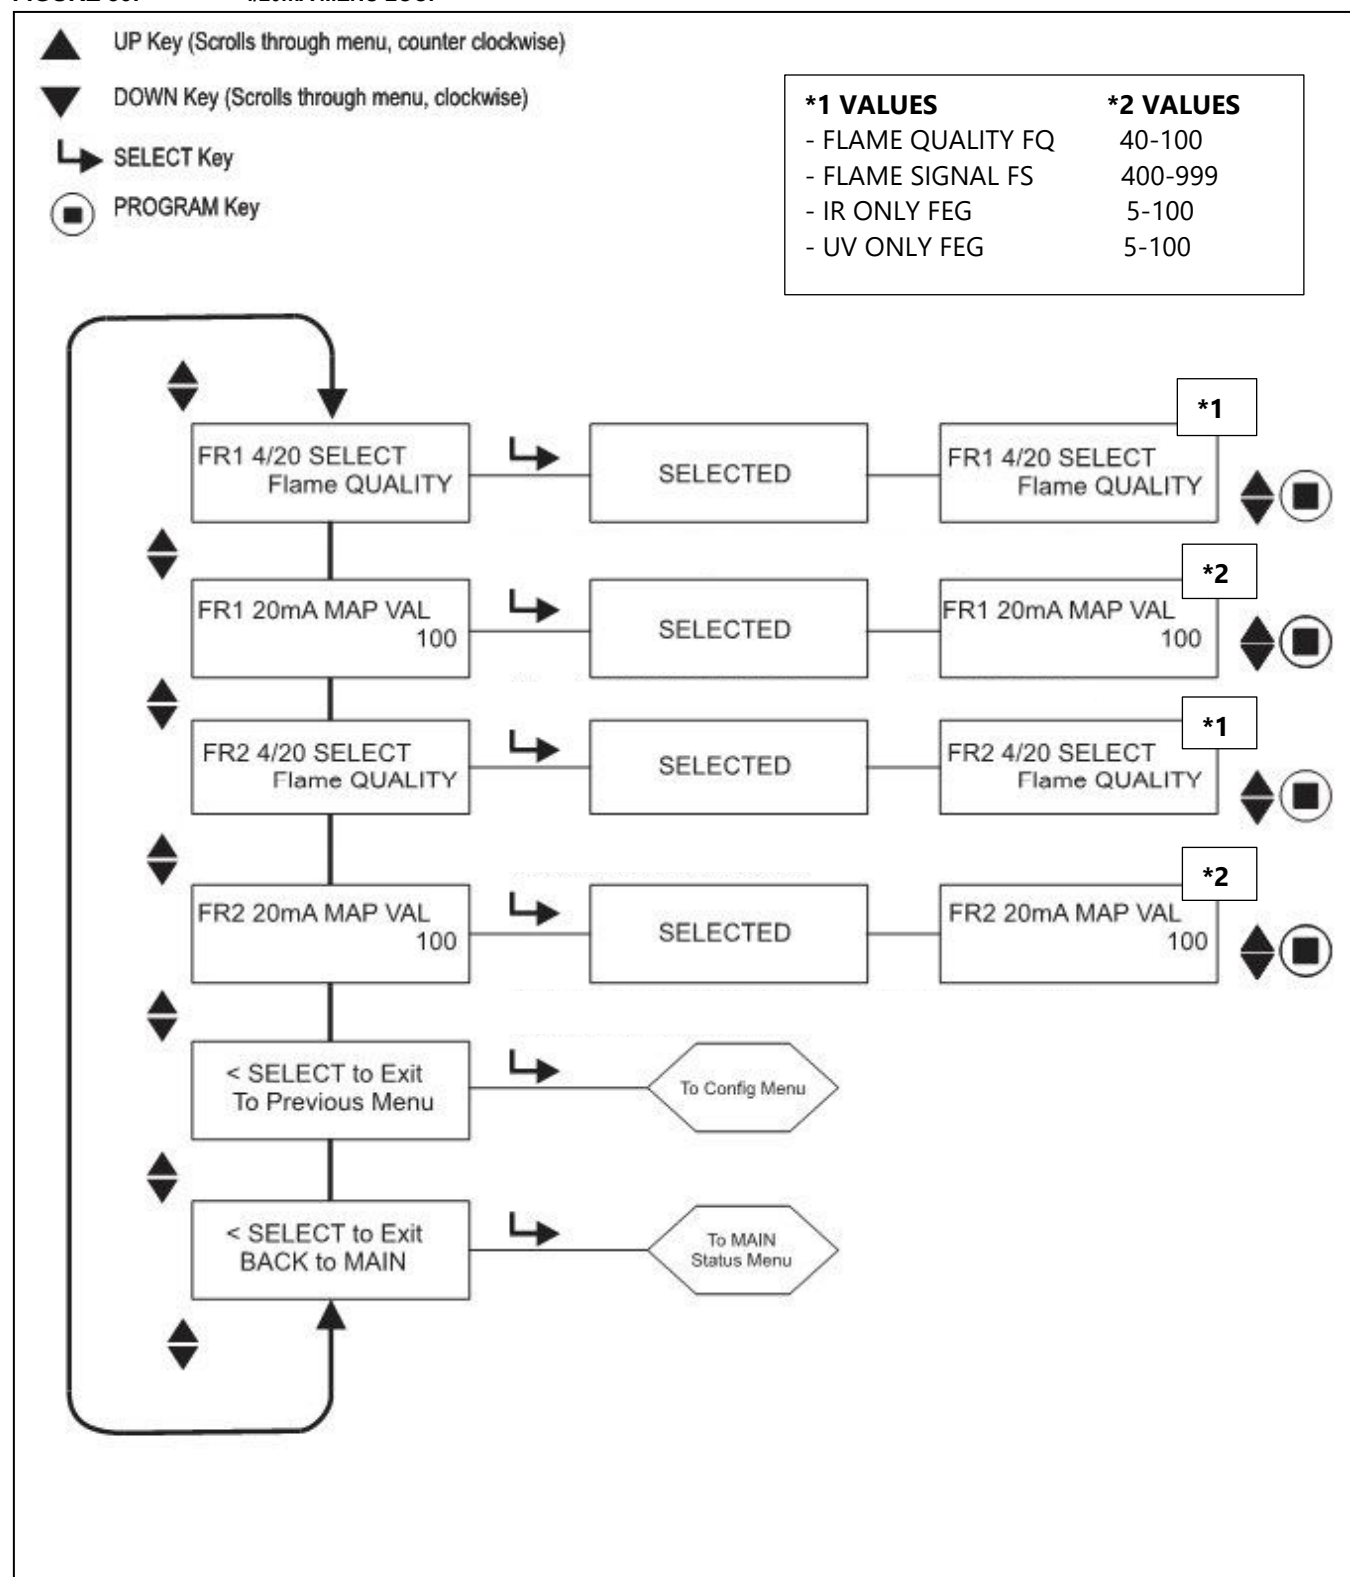 UP Key (Scrolls through menu, counter clockwise)
DOWN Key (Scrolls through menu, clockwise)
SELECT Key
PROGRAM Key
*1 VALUES *2 VALUES
- FLAME QUALITY FQ 40-100
- FLAME SIGNAL FS 400-999
- IR ONLY FEG 5-100
- UV ONLY FEG 5-100
*1
FR1 4/20 SELECT
Flame QUALITY
SELECTED
FR1 4/20 SELECT
Flame QUALITY
*2
FR1 20mA MAP VAL
100
SELECTED
FR1 20mA MAP VAL
100
*1
FR2 4/20 SELECT
Flame QUALITY
SELECTED
FR2 4/20 SELECT
Flame QUALITY
*2
FR2 20mA MAP VAL
100
SELECTED
FR2 20mA MAP VAL
100
< SELECT to Exit
To Previous Menu
To Config Menu
< SELECT to Exit
BACK to MAIN
To MAIN
Status Menu